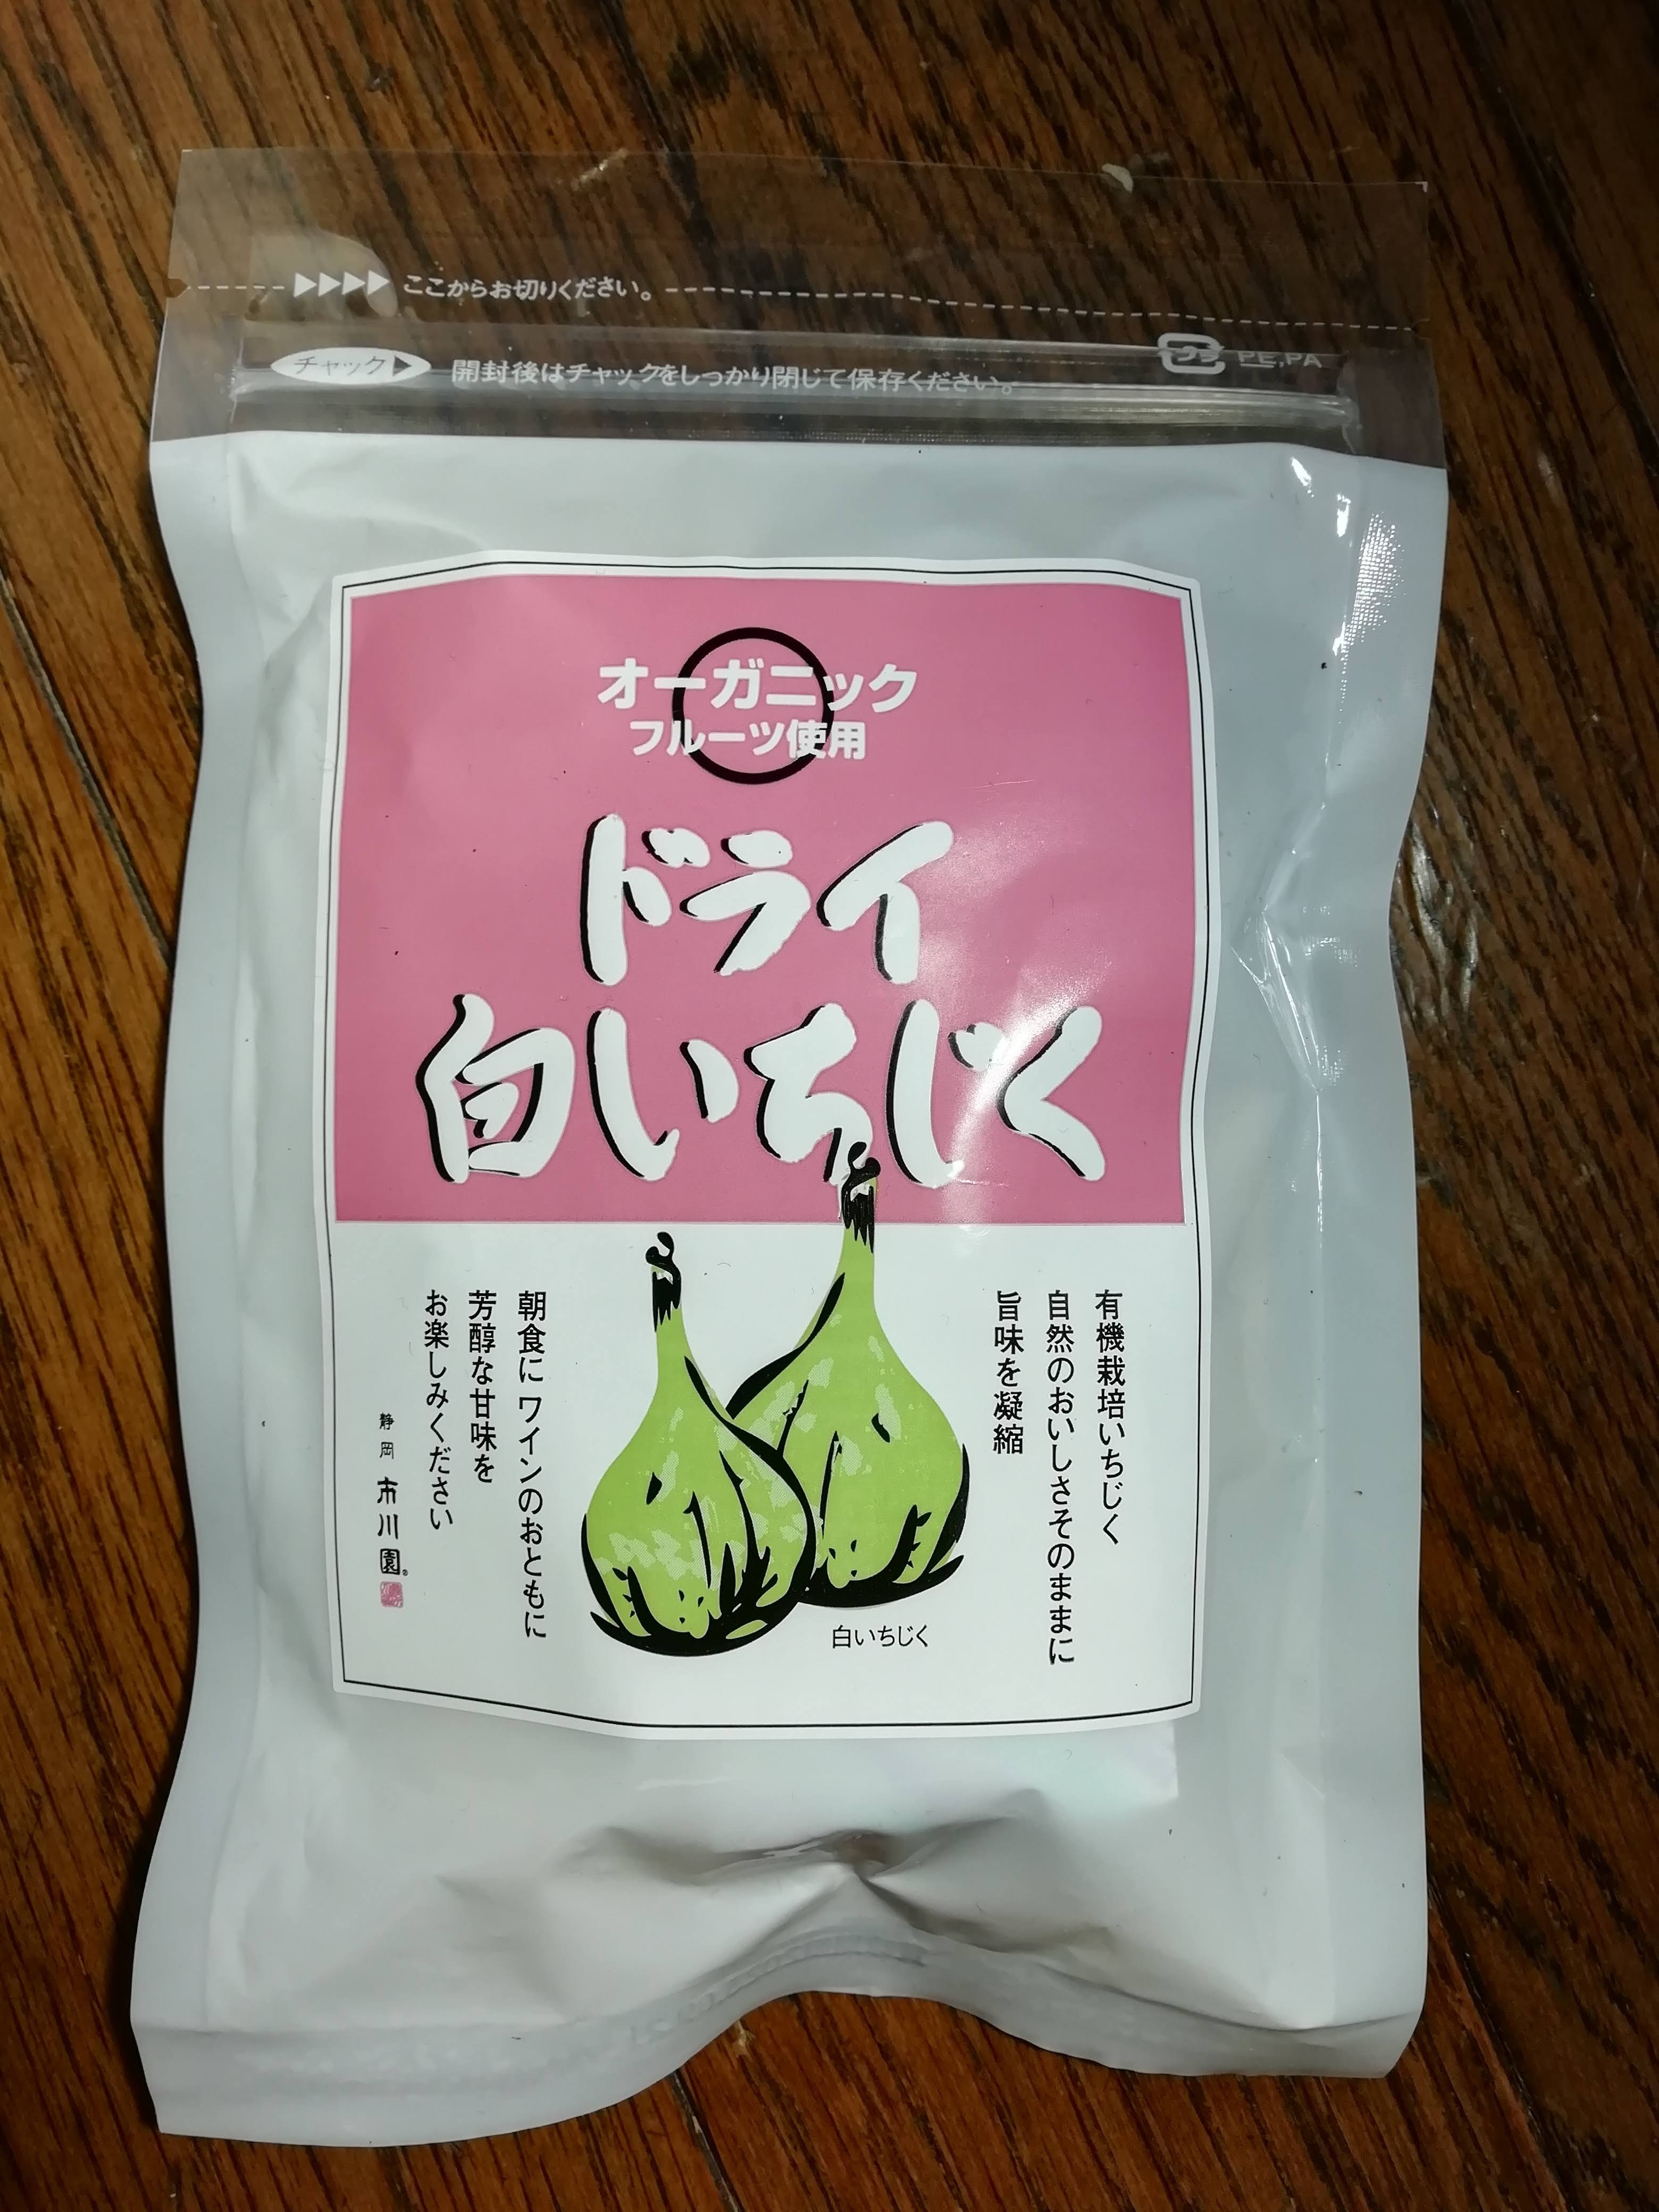 ここからお切りください。
チャック
開封後はチャックをしっかり閉じて保存ください。
プラ PE,PA
オーガニック
フルーツ使用
ドライ
白いちじく
有機栽培いちじく
自然のおいしさそのままに
旨味を凝縮
白いちじく
朝食に ワインのおともに
芳醇な甘味を
お楽しみください
静岡 市川園®